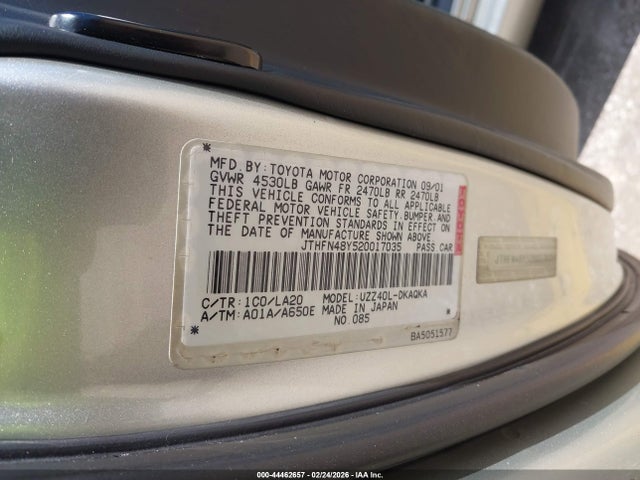 MFD. BY: TOYOTA MOTOR CORPORATION 09/01
GVWR 4530LB GAWR FR 2470LB RR 2470LB
THIS VEHICLE CONFORMS TO ALL APPLICABLE
FEDERAL MOTOR VEHICLE SAFETY, BUMPER, AND
THEFT PREVENTION STANDARDS IN EFFECT ON
THE DATE OF MANUFACTURE SHOWN ABOVE.
JTHFN48Y520017035 PASS.CAR
C/TR: 1C0/LA20 MODEL: UZZ40L-DKAQKA
A/TM: A01A/A650E MADE IN JAPAN
NO. 085
BA5051577
TOYOTA
000-44462657 - 02/24/2026 - IAA Inc.